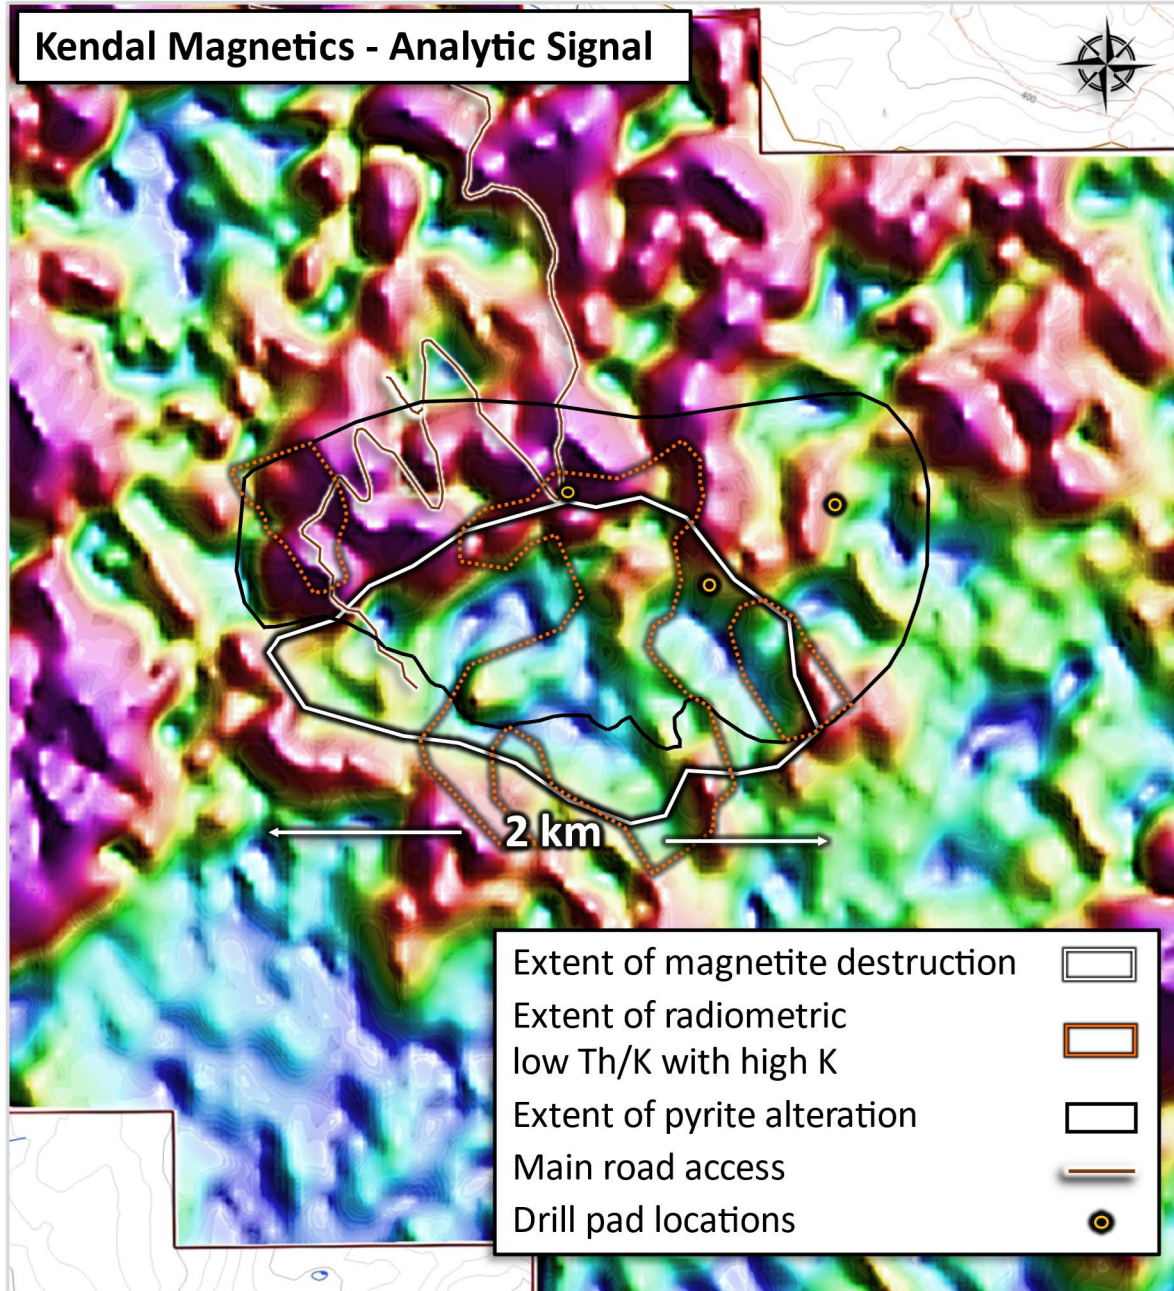 Kendal Magnetics - Analytic Signal
400
2 km
Extent of magnetite destruction
Extent of radiometric
low Th/K with high K
Extent of pyrite alteration
Main road access
Drill pad locations